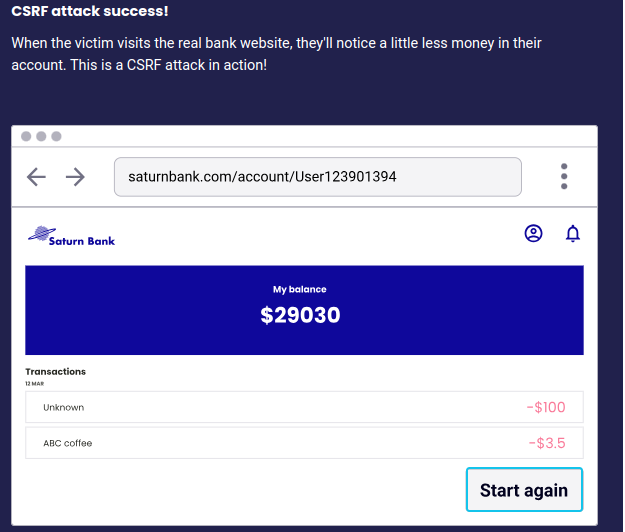 CSRF attack success!
When the victim visits the real bank website, they'll notice a little less money in their
account. This is a CSRF attack in action!
saturnbank.com/account/User123901394
Saturn Bank
My balance
$29030
Transactions
12 MAR
Unknown
-$100
ABC coffee
-$3.5
Start again